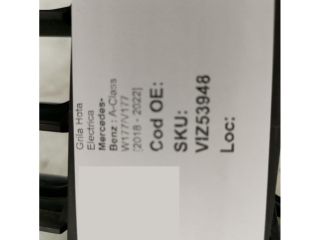 Grila Hota
Electrica
Mercedes-
Benz : A-Class
W177/V177
[2018 - 2022]
Cod OE:
SKU:
VIZ53948
Loc: